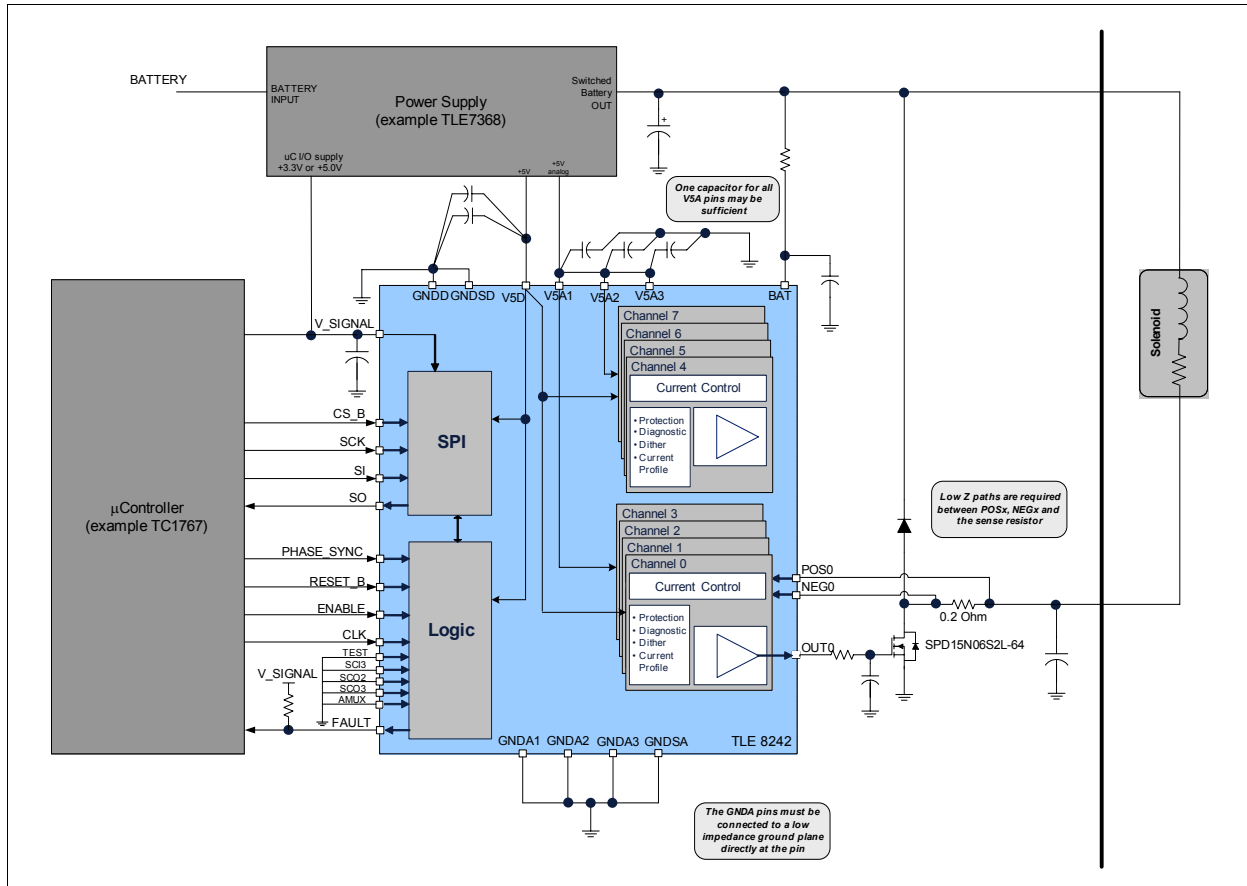 BATTERY
BATTERY
INPUT
Power Supply
(example TLE7368)
Switched
Battery
OUT
uC I/O supply
+3.3V or +5.0V
+5V
+5V
analog
One capacitor for all
V5A pins may be
sufficient
GNDD
GNDSD
V5D
V5A1
V5A2
V5A3
BAT
µController
(example TC1767)
V_SIGNAL
CS_B
SCK
SI
SO
PHASE_SYNC
RESET_B
ENABLE
CLK
TEST
SCI3
SCO2
SCO3
AMUX
V_SIGNAL
FAULT
SPI
Logic
Channel 7
Channel 6
Channel 5
Channel 4
Current Control
• Protection
• Diagnostic
• Dither
• Current
Profile
Channel 3
Channel 2
Channel 1
Channel 0
Current Control
• Protection
• Diagnostic
• Dither
• Current
Profile
POS0
NEG0
OUT0
Low Z paths are required
between POSx, NEGx and
the sense resistor
0.2 Ohm
SPD15N06S2L-64
Solenoid
GNDA1
GNDA2
GNDA3
GNDSA
TLE 8242
The GNDA pins must be
connected to a low
impedance ground plane
directly at the pin